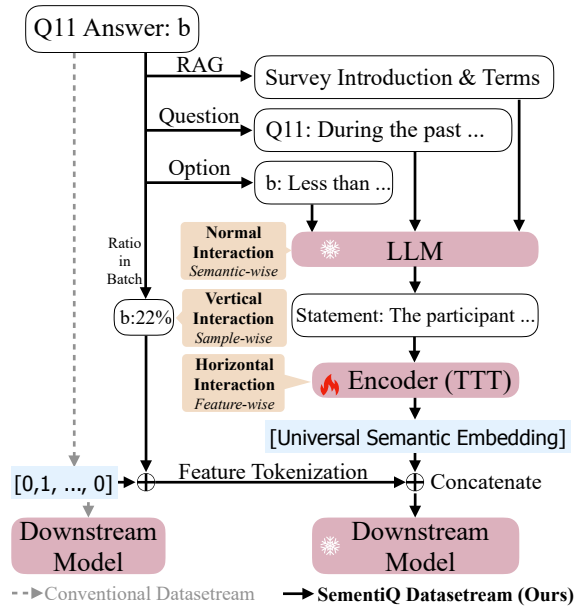 Q11 Answer: b
RAG
Survey Introduction & Terms
Question
Q11: During the past ...
Option
b: Less than ...
Ratio
in
Batch
Normal
Interaction
Semantic-wise
LLM
b:22%
Vertical
Interaction
Sample-wise
Statement: The participant ...
Horizontal
Interaction
Feature-wise
Encoder (TTT)
[Universal Semantic Embedding]
[0,1, ..., 0]
Feature Tokenization
Concatenate
Downstream
Model
Downstream
Model
Conventional Datastream
SementiQ Datastream (Ours)